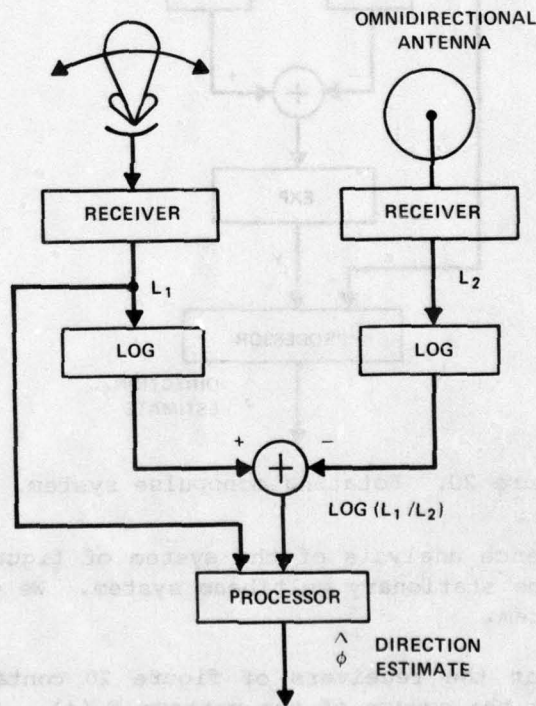 OMNIDIRECTIONAL
ANTENNA
RECEIVER
RECEIVER
L₁
L₂
LOG
LOG
+
−
+
LOG (L₁/L₂)
PROCESSOR
ϕ̂
DIRECTION
ESTIMATE